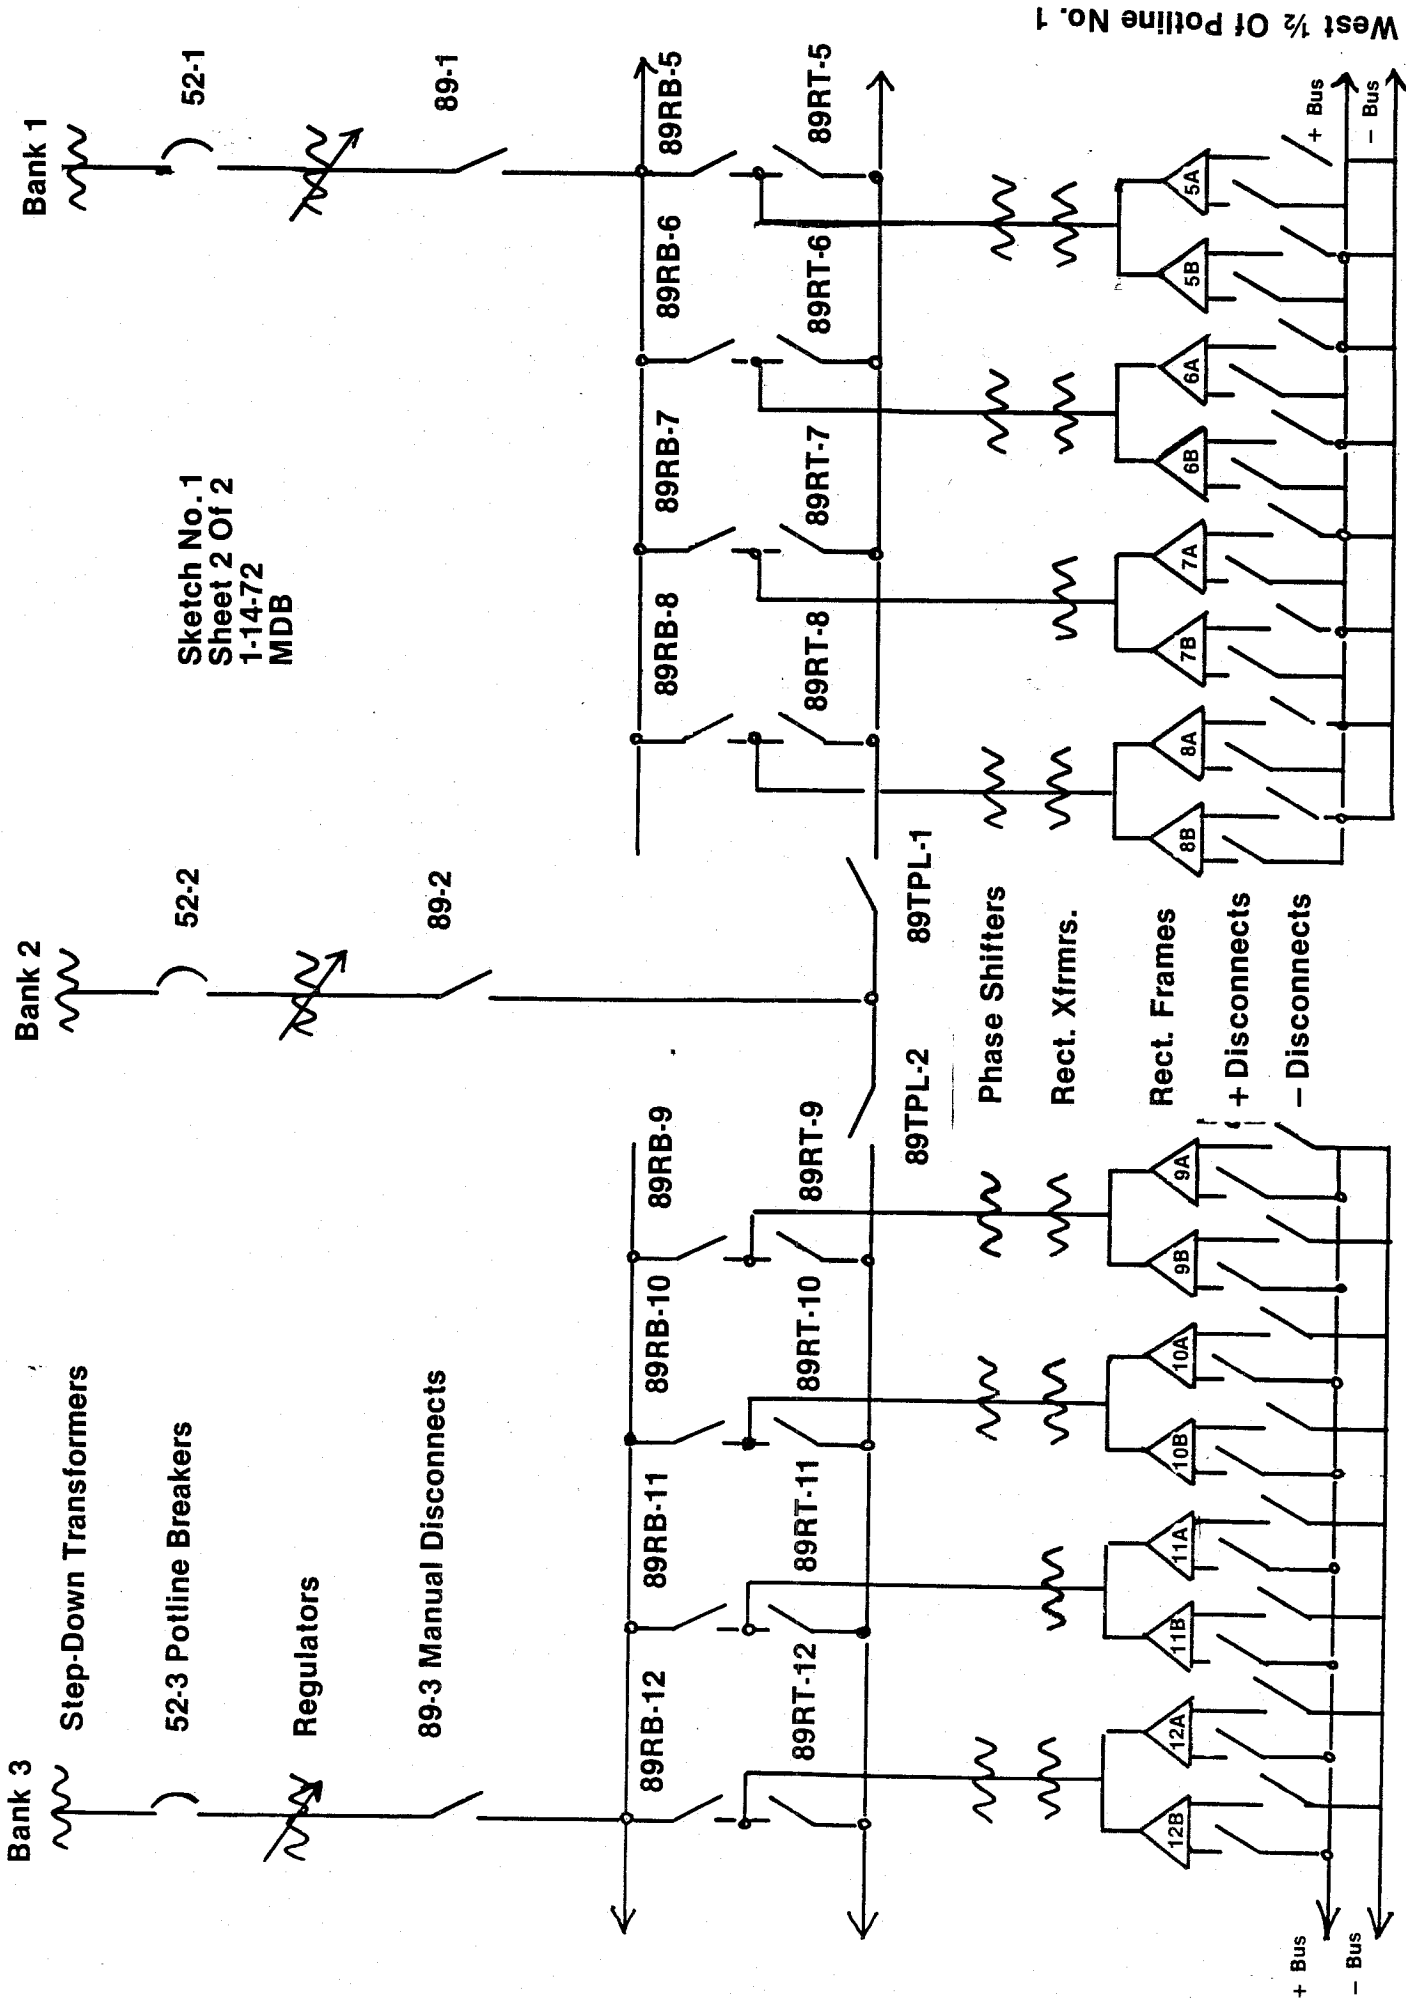 Bank 3
Step-Down Transformers
52-3 Potline Breakers
Regulators
89-3 Manual Disconnects
Bank 2
52-2
89-2
Bank 1
52-1
89-1
Sketch No. 1
Sheet 2 Of 2
1-14-72
MDB
89RB-12
89RB-11
89RB-10
89RB-9
89RB-8
89RB-7
89RB-6
89RB-5
89RT-12
89RT-11
89RT-10
89RT-9
89RT-8
89RT-7
89RT-6
89RT-5
89TPL-2
89TPL-1
Phase Shifters
Rect. Xfrmrs.
Rect. Frames
+ Disconnects
− Disconnects
12B
12A
11B
11A
10B
10A
9B
9A
8B
8A
7B
7A
6B
6A
5B
5A
+ Bus
− Bus
+ Bus
− Bus
West ½ Of Potline No. 1